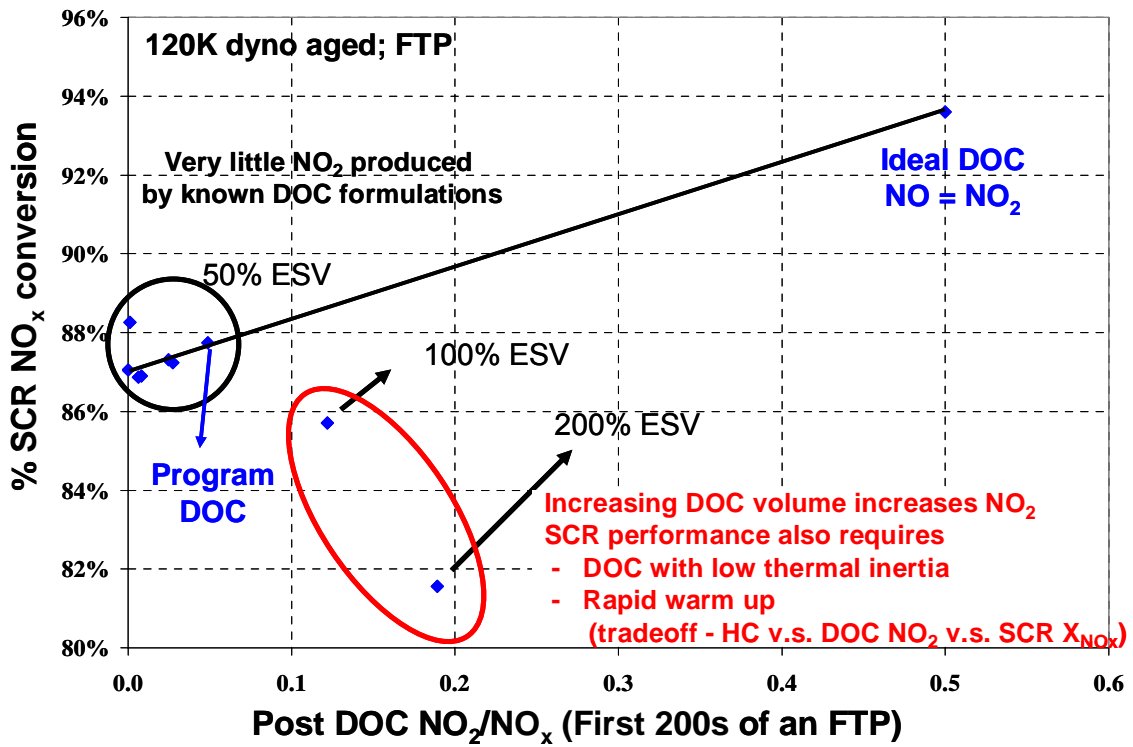 96%
94%
92%
90%
88%
86%
84%
82%
80%
% SCR NOₓ conversion
120K dyno aged; FTP
Very little NO₂ produced
by known DOC formulations
Ideal DOC
NO = NO₂
50% ESV
100% ESV
200% ESV
Program
DOC
Increasing DOC volume increases NO₂
SCR performance also requires
- DOC with low thermal inertia
- Rapid warm up
(tradeoff - HC v.s. DOC NO₂ v.s. SCR X_NOx)
0.0 0.1 0.2 0.3 0.4 0.5 0.6
Post DOC NO₂/NOₓ (First 200s of an FTP)